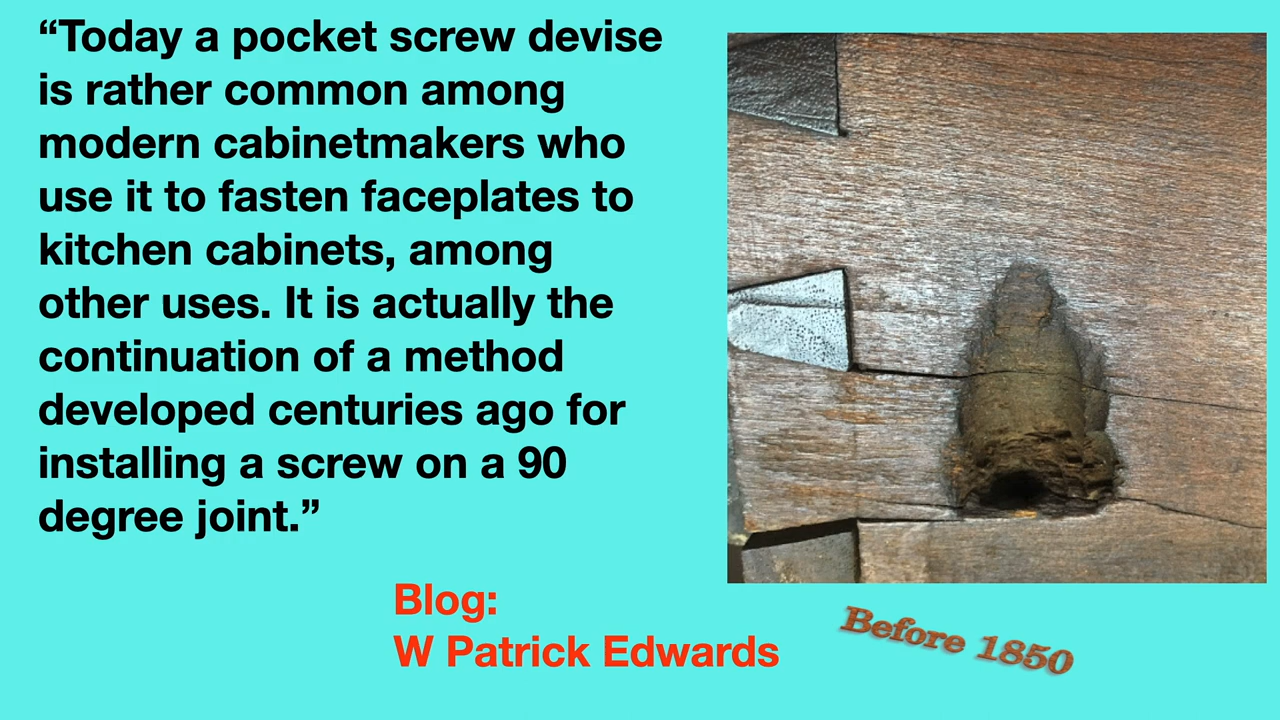 “Today a pocket screw devise
is rather common among
modern cabinetmakers who
use it to fasten faceplates to
kitchen cabinets, among
other uses. It is actually the
continuation of a method
developed centuries ago for
installing a screw on a 90
degree joint.”
Blog:
W Patrick Edwards
Before 1850